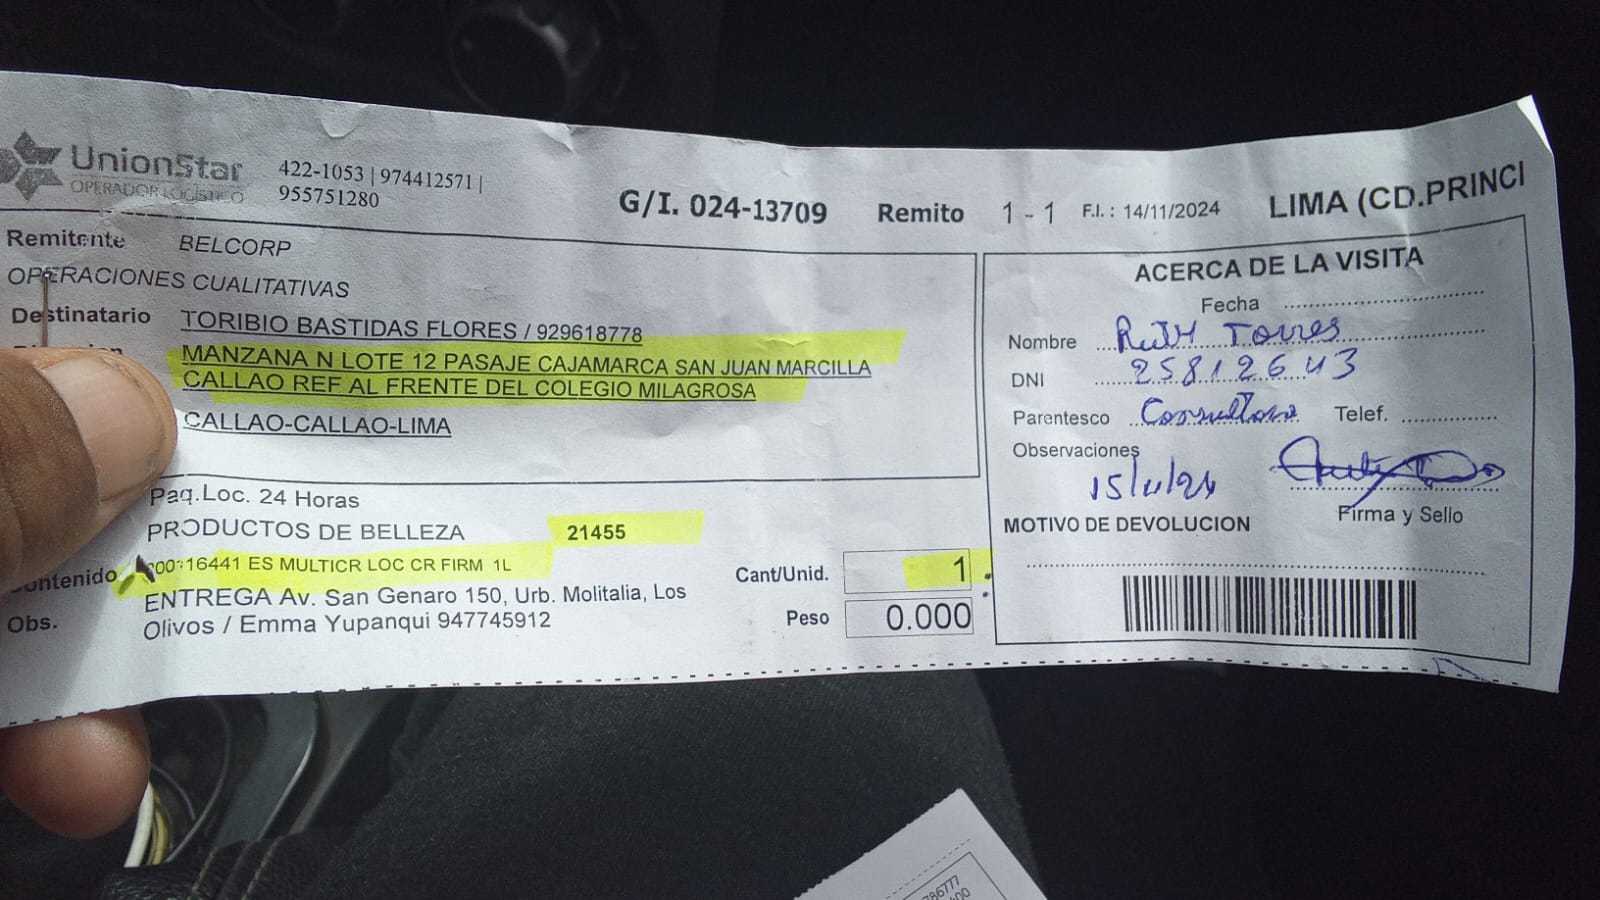 UnionStar
OPERADOR LOGÍSTICO
422-1053 | 974412571 |
955751280
G/I. 024-13709
Remito 1 - 1
F.I. : 14/11/2024
LIMA (CD.PRINCI
Remitente BELCORP
OPERACIONES CUALITATIVAS
Destinatario TORIBIO BASTIDAS FLORES / 929618778
MANZANA N LOTE 12 PASAJE CAJAMARCA SAN JUAN MARCILLA
CALLAO REF AL FRENTE DEL COLEGIO MILAGROSA
CALLAO-CALLAO-LIMA
Paq.Loc. 24 Horas
PRODUCTOS DE BELLEZA 21455
16441 ES MULTICR LOC CR FIRM 1L
Contenido
ENTREGA Av. San Genaro 150, Urb. Molitalia, Los
Olivos / Emma Yupanqui 947745912
Obs.
Cant/Unid. 1
Peso 0.000
ACERCA DE LA VISITA
Fecha
Nombre Ruth Torres
DNI 25812643
Parentesco Consultora Telef.
Observaciones
15/11/24
Firma y Sello
MOTIVO DE DEVOLUCION